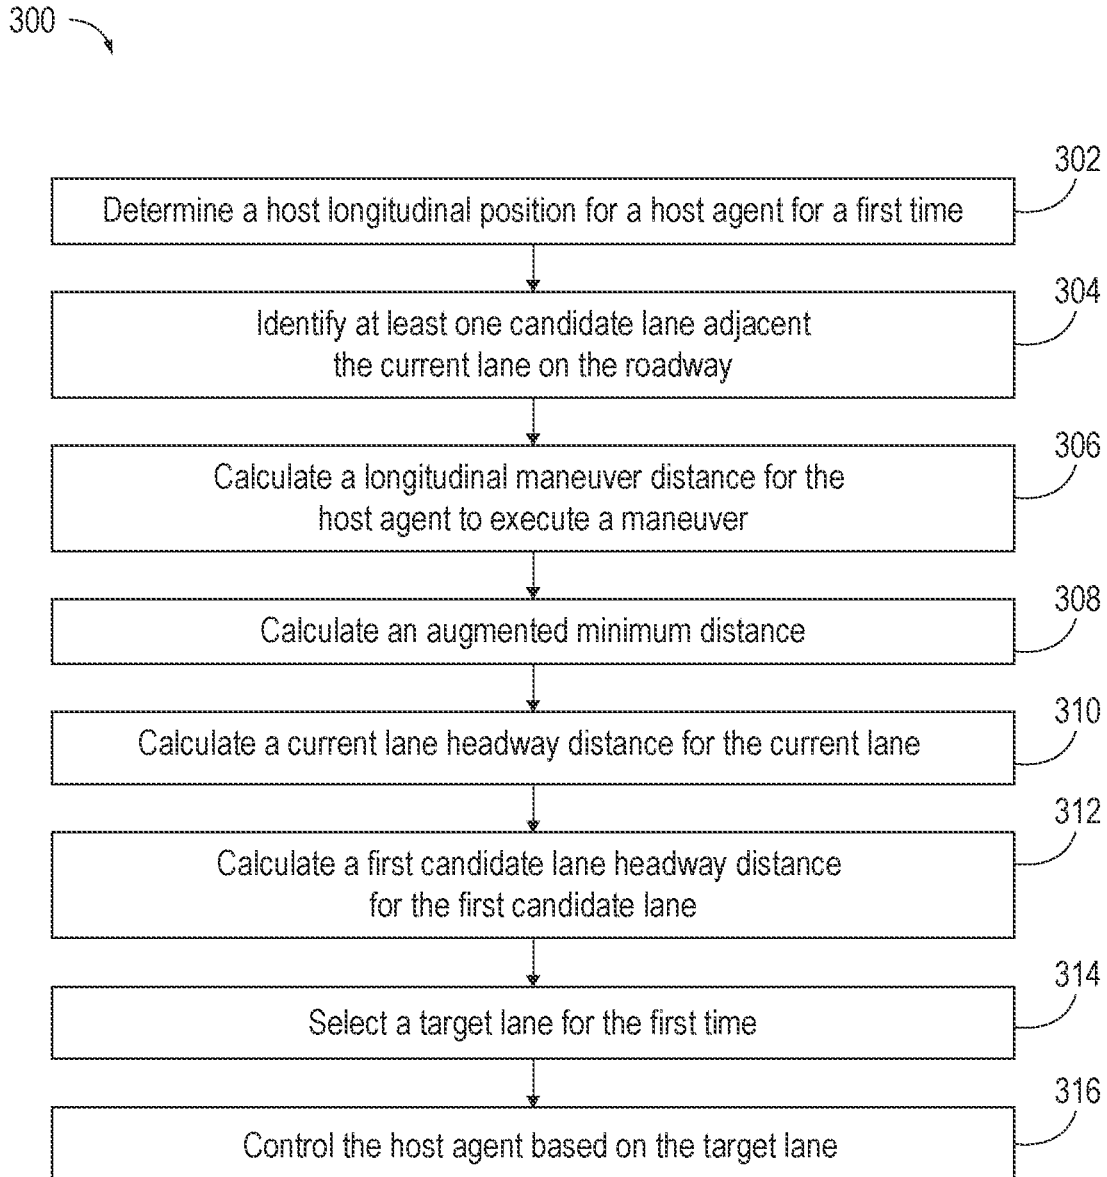 300
302
Determine a host longitudinal position for a host agent for a first time
304
Identify at least one candidate lane adjacent
the current lane on the roadway
306
Calculate a longitudinal maneuver distance for the
host agent to execute a maneuver
308
Calculate an augmented minimum distance
310
Calculate a current lane headway distance for the current lane
312
Calculate a first candidate lane headway distance
for the first candidate lane
314
Select a target lane for the first time
316
Control the host agent based on the target lane